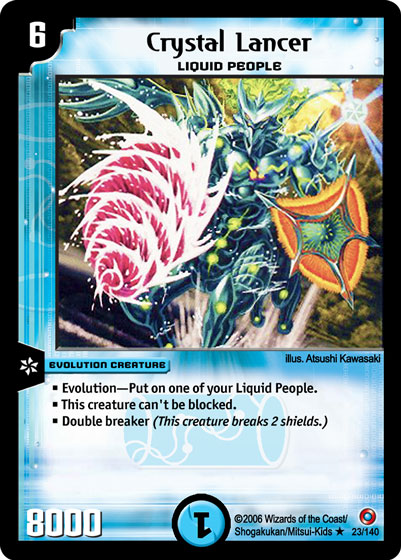 6
Crystal Lancer
LIQUID PEOPLE
illus. Atsushi Kawasaki
EVOLUTION CREATURE
▪ Evolution—Put on one of your Liquid People.
▪ This creature can't be blocked.
▪ Double breaker (This creature breaks 2 shields.)
8000
1
©2006 Wizards of the Coast/
Shogakukan/Mitsui-Kids ★ 23/140